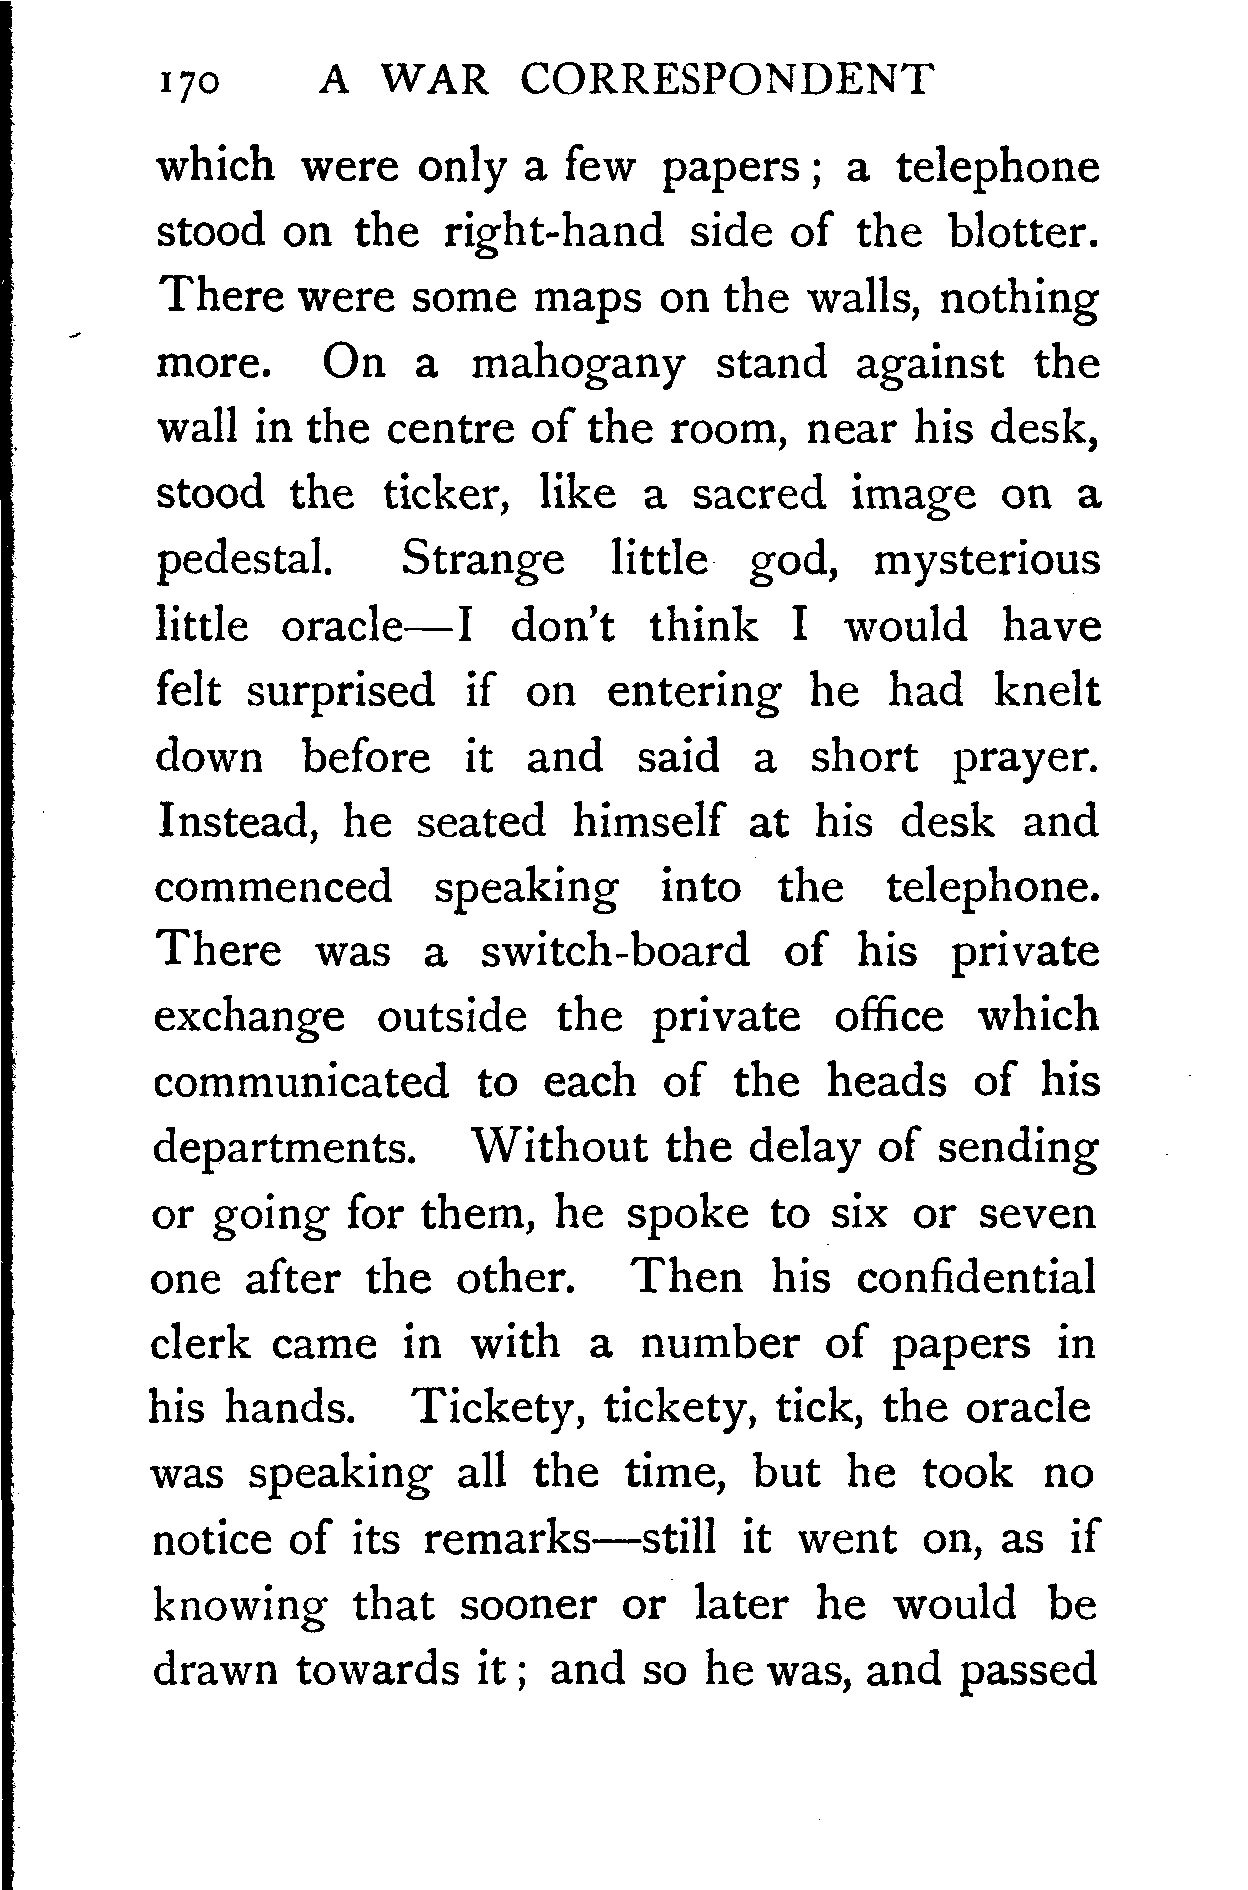 170 A WAR CORRESPONDENT
which were only a few papers ; a telephone
stood on the right-hand side of the blotter.
There were some maps on the walls, nothing
more. On a mahogany stand against the
wall in the centre of the room, near his desk,
stood the ticker, like a sacred image on a
pedestal. Strange little god, mysterious
little oracle—I don't think I would have
felt surprised if on entering he had knelt
down before it and said a short prayer.
Instead, he seated himself at his desk and
commenced speaking into the telephone.
There was a switch-board of his private
exchange outside the private office which
communicated to each of the heads of his
departments. Without the delay of sending
or going for them, he spoke to six or seven
one after the other. Then his confidential
clerk came in with a number of papers in
his hands. Tickety, tickety, tick, the oracle
was speaking all the time, but he took no
notice of its remarks—still it went on, as if
knowing that sooner or later he would be
drawn towards it ; and so he was, and passed